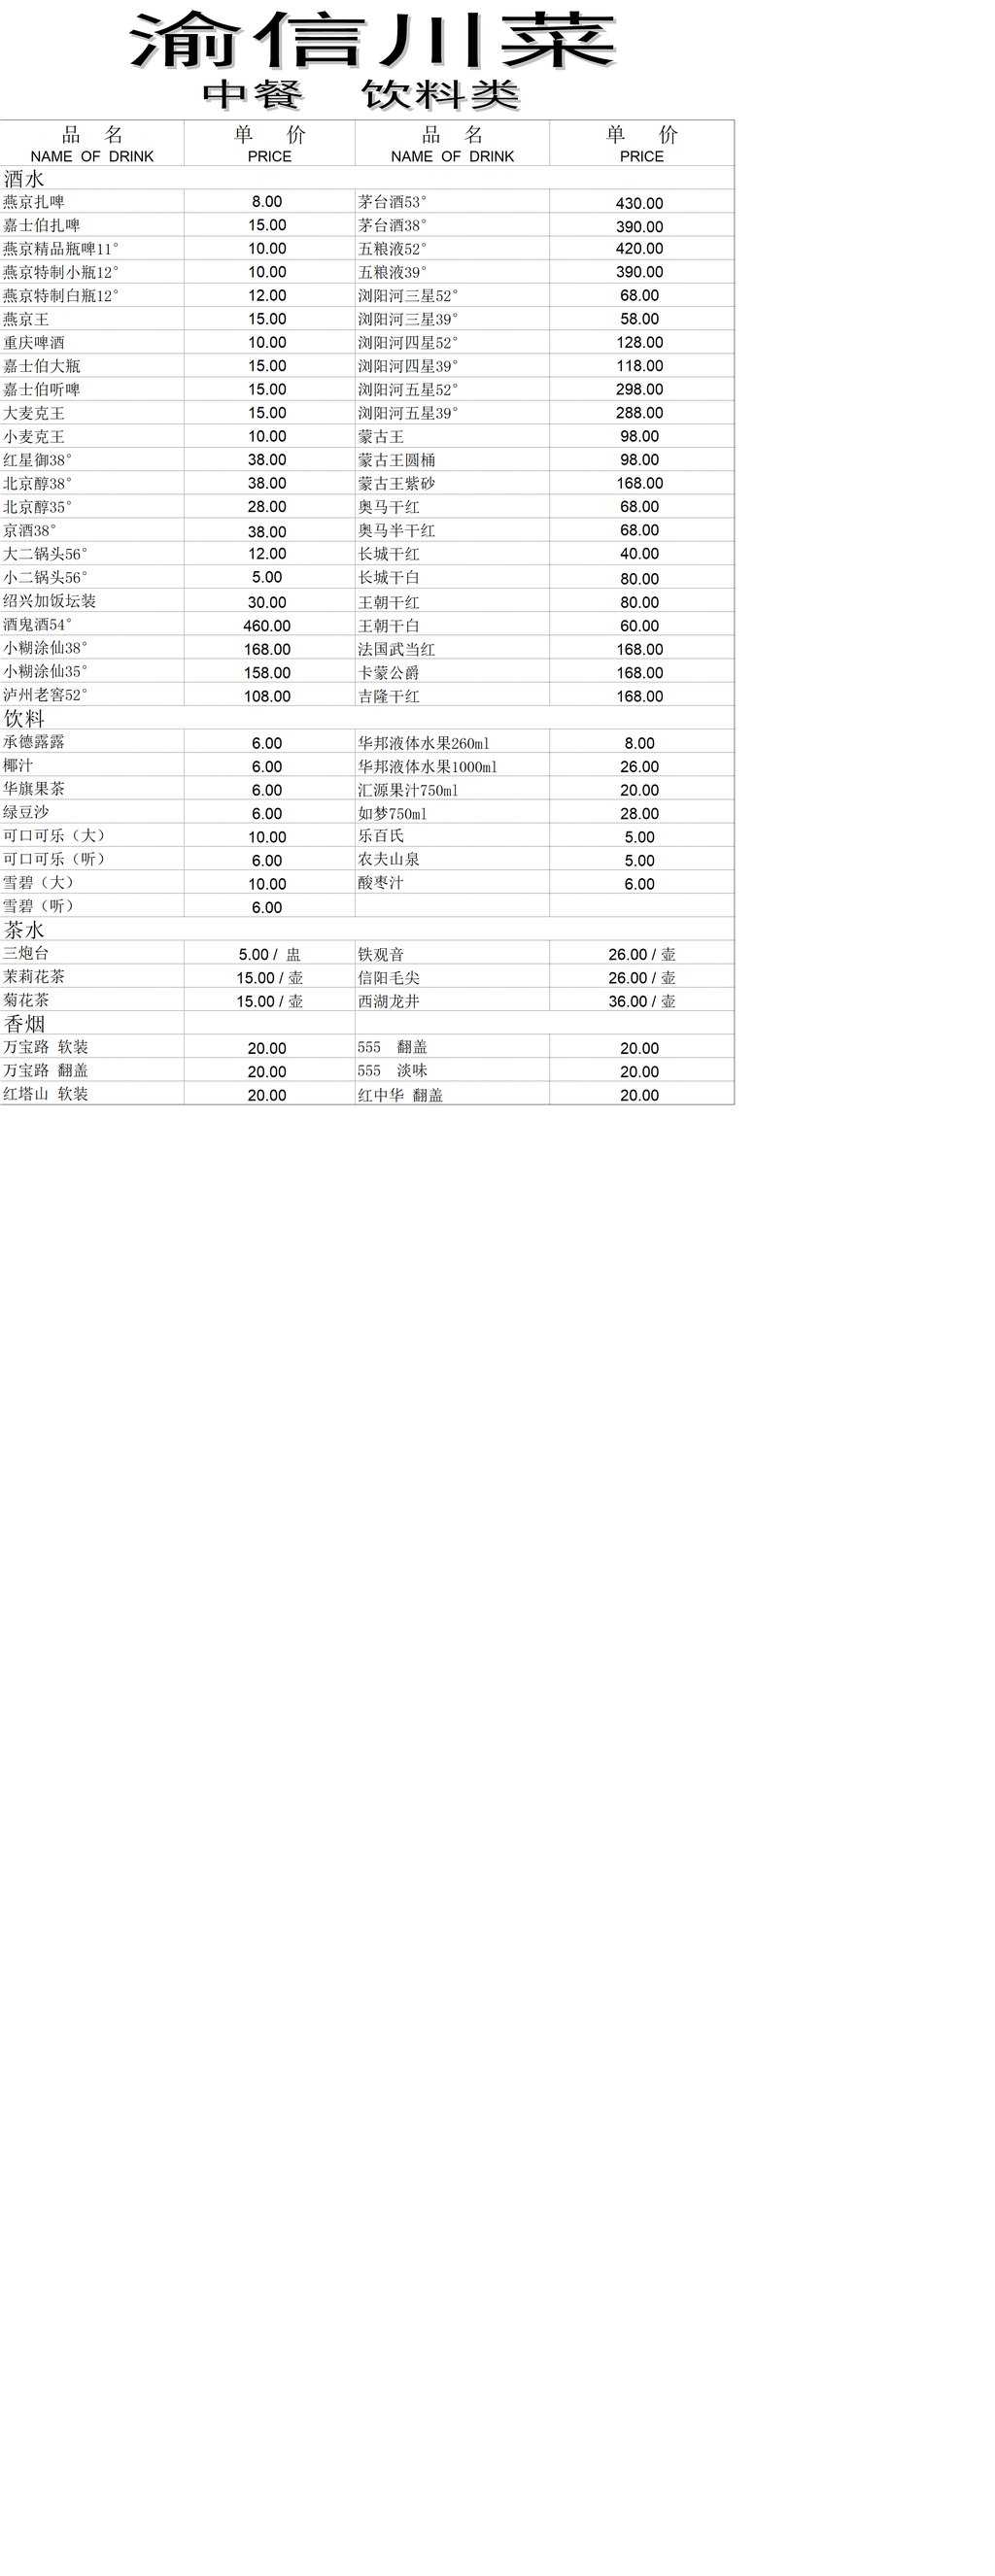 渝信川菜
中餐 饮料类
品 名 单 价 品 名 单 价
NAME OF DRINK PRICE NAME OF DRINK PRICE
酒水
燕京扎啤 8.00 茅台酒53° 430.00
嘉士伯扎啤 15.00 茅台酒38° 390.00
燕京精品瓶啤11° 10.00 五粮液52° 420.00
燕京特制小瓶12° 10.00 五粮液39° 390.00
燕京特制白瓶12° 12.00 浏阳河三星52° 68.00
燕京王 15.00 浏阳河三星39° 58.00
重庆啤酒 10.00 浏阳河四星52° 128.00
嘉士伯大瓶 15.00 浏阳河四星39° 118.00
嘉士伯听啤 15.00 浏阳河五星52° 298.00
大麦克王 15.00 浏阳河五星39° 288.00
小麦克王 10.00 蒙古王 98.00
红星御38° 38.00 蒙古王圆桶 98.00
北京醇38° 38.00 蒙古王紫砂 168.00
北京醇35° 28.00 奥马干红 68.00
京酒38° 38.00 奥马半干红 68.00
大二锅头56° 12.00 长城干红 40.00
小二锅头56° 5.00 长城干白 80.00
绍兴加饭坛装 30.00 王朝干红 80.00
酒鬼酒54° 460.00 王朝干白 60.00
小糊涂仙38° 168.00 法国武当红 168.00
小糊涂仙35° 158.00 卡蒙公爵 168.00
泸州老窖52° 108.00 吉隆干红 168.00
饮料
承德露露 6.00 华邦液体水果260ml 8.00
椰汁 6.00 华邦液体水果1000ml 26.00
华旗果茶 6.00 汇源果汁750ml 20.00
绿豆沙 6.00 如梦750ml 28.00
可口可乐（大） 10.00 乐百氏 5.00
可口可乐（听） 6.00 农夫山泉 5.00
雪碧（大） 10.00 酸枣汁 6.00
雪碧（听） 6.00
茶水
三炮台 5.00 / 盅 铁观音 26.00 / 壶
茉莉花茶 15.00 / 壶 信阳毛尖 26.00 / 壶
菊花茶 15.00 / 壶 西湖龙井 36.00 / 壶
香烟
万宝路 软装 20.00 555 翻盖 20.00
万宝路 翻盖 20.00 555 淡味 20.00
红塔山 软装 20.00 红中华 翻盖 20.00